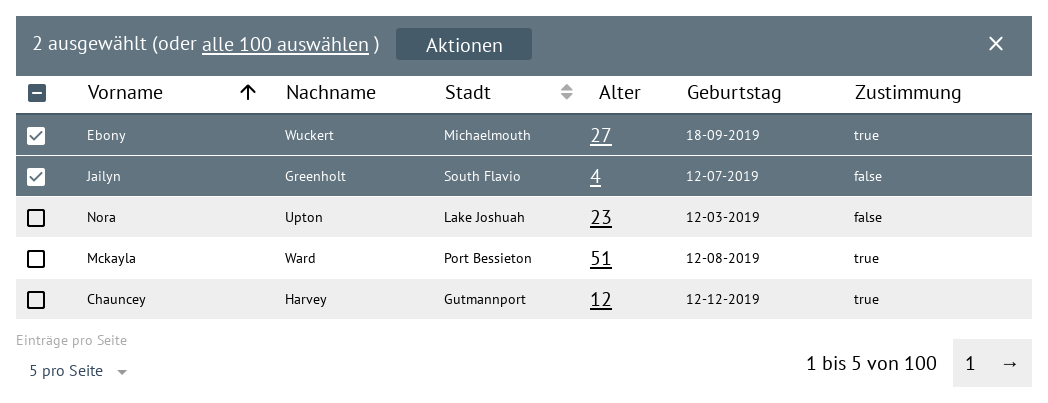 2 ausgewählt (oder alle 100 auswählen ) Aktionen
Vorname Nachname Stadt Alter Geburtstag Zustimmung
Ebony Wuckert Michaelmouth 27 18-09-2019 true
Jailyn Greenholt South Flavio 4 12-07-2019 false
Nora Upton Lake Joshuah 23 12-03-2019 false
Mckayla Ward Port Bessieton 51 12-08-2019 true
Chauncey Harvey Gutmannport 12 12-12-2019 true
Einträge pro Seite
5 pro Seite 1 bis 5 von 100 1 →